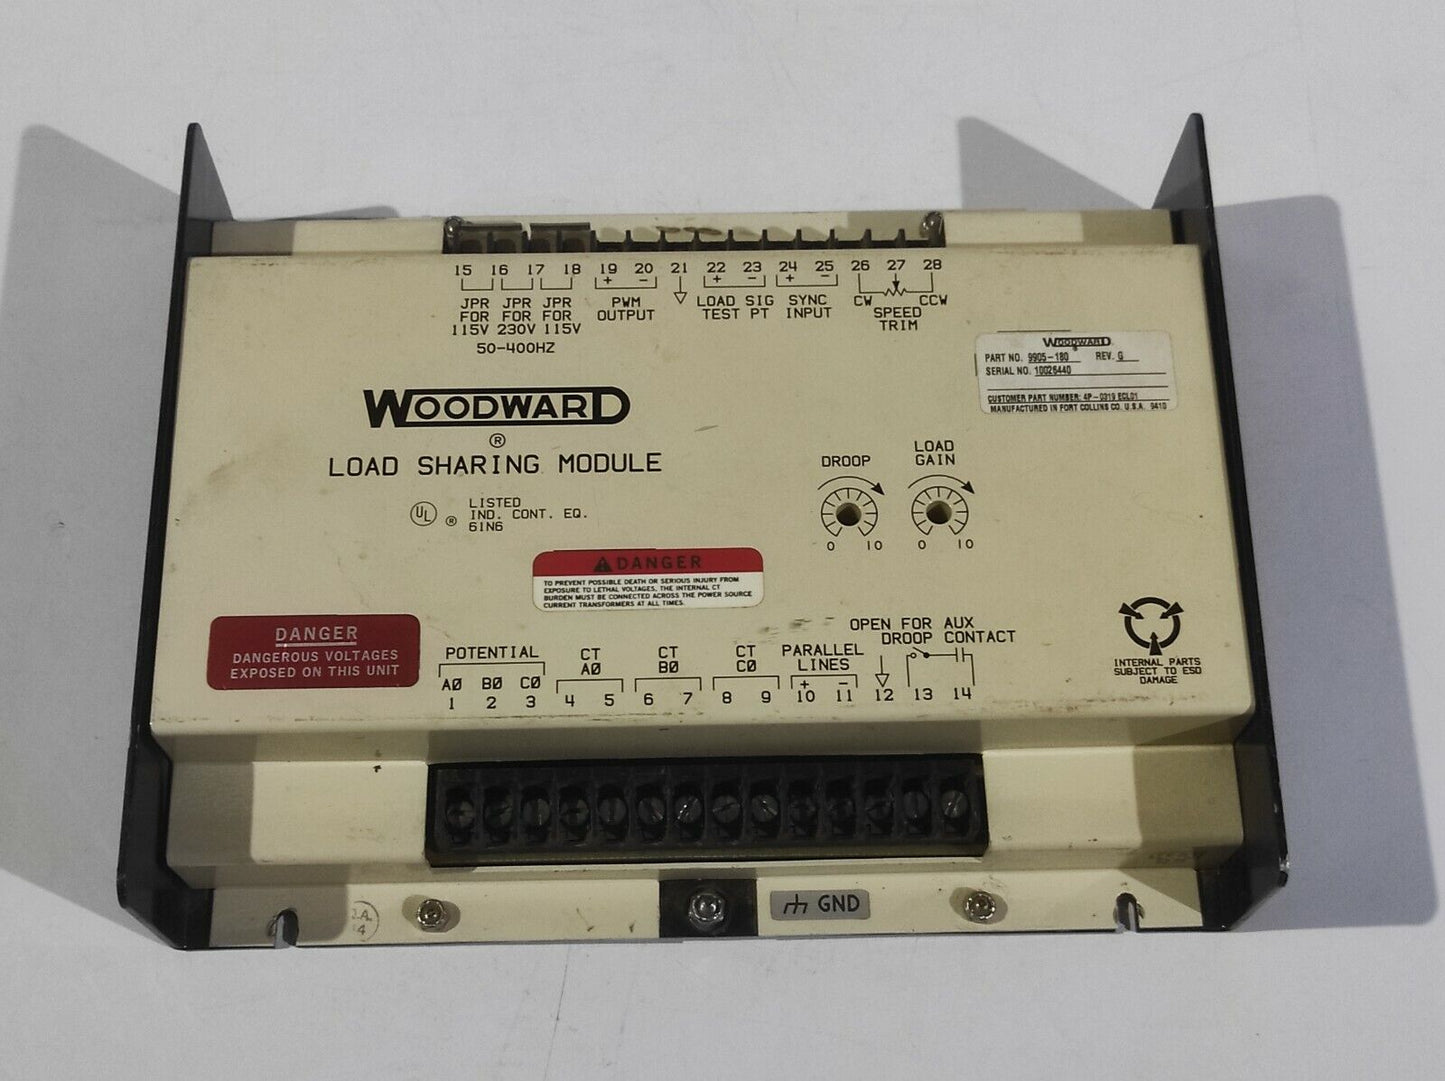 15 16 17 18 19 20 21 22 23 24 25 26 27 28
+ − + − + − CW CCW
JPR JPR JPR PWM LOAD SIG SYNC
FOR FOR FOR OUTPUT TEST PT INPUT SPEED
115V 230V 115V TRIM
50-400HZ
WOODWARD
PART NO. 9905-180 REV. G
SERIAL NO. 10026440
CUSTOMER PART NUMBER: 4P-0319 ECL01
MANUFACTURED IN FORT COLLINS CO. U.S.A. 9410
WOODWARD
®
LOAD SHARING MODULE
UL ® LISTED
IND. CONT. EQ.
61N6
DROOP
0 10
LOAD
GAIN
0 10
DANGER
TO PREVENT POSSIBLE DEATH OR SERIOUS INJURY FROM
EXPOSURE TO LETHAL VOLTAGES, THE INTERNAL CT
BURDEN MUST BE CONNECTED ACROSS THE POWER SOURCE
CURRENT TRANSFORMERS AT ALL TIMES.
DANGER
DANGEROUS VOLTAGES
EXPOSED ON THIS UNIT
OPEN FOR AUX
DROOP CONTACT
POTENTIAL CT CT CT PARALLEL
AØ BØ CØ LINES
AØ BØ CØ + −
1 2 3 4 5 6 7 8 9 10 11 12 13 14
INTERNAL PARTS
SUBJECT TO ESD
DAMAGE
GND